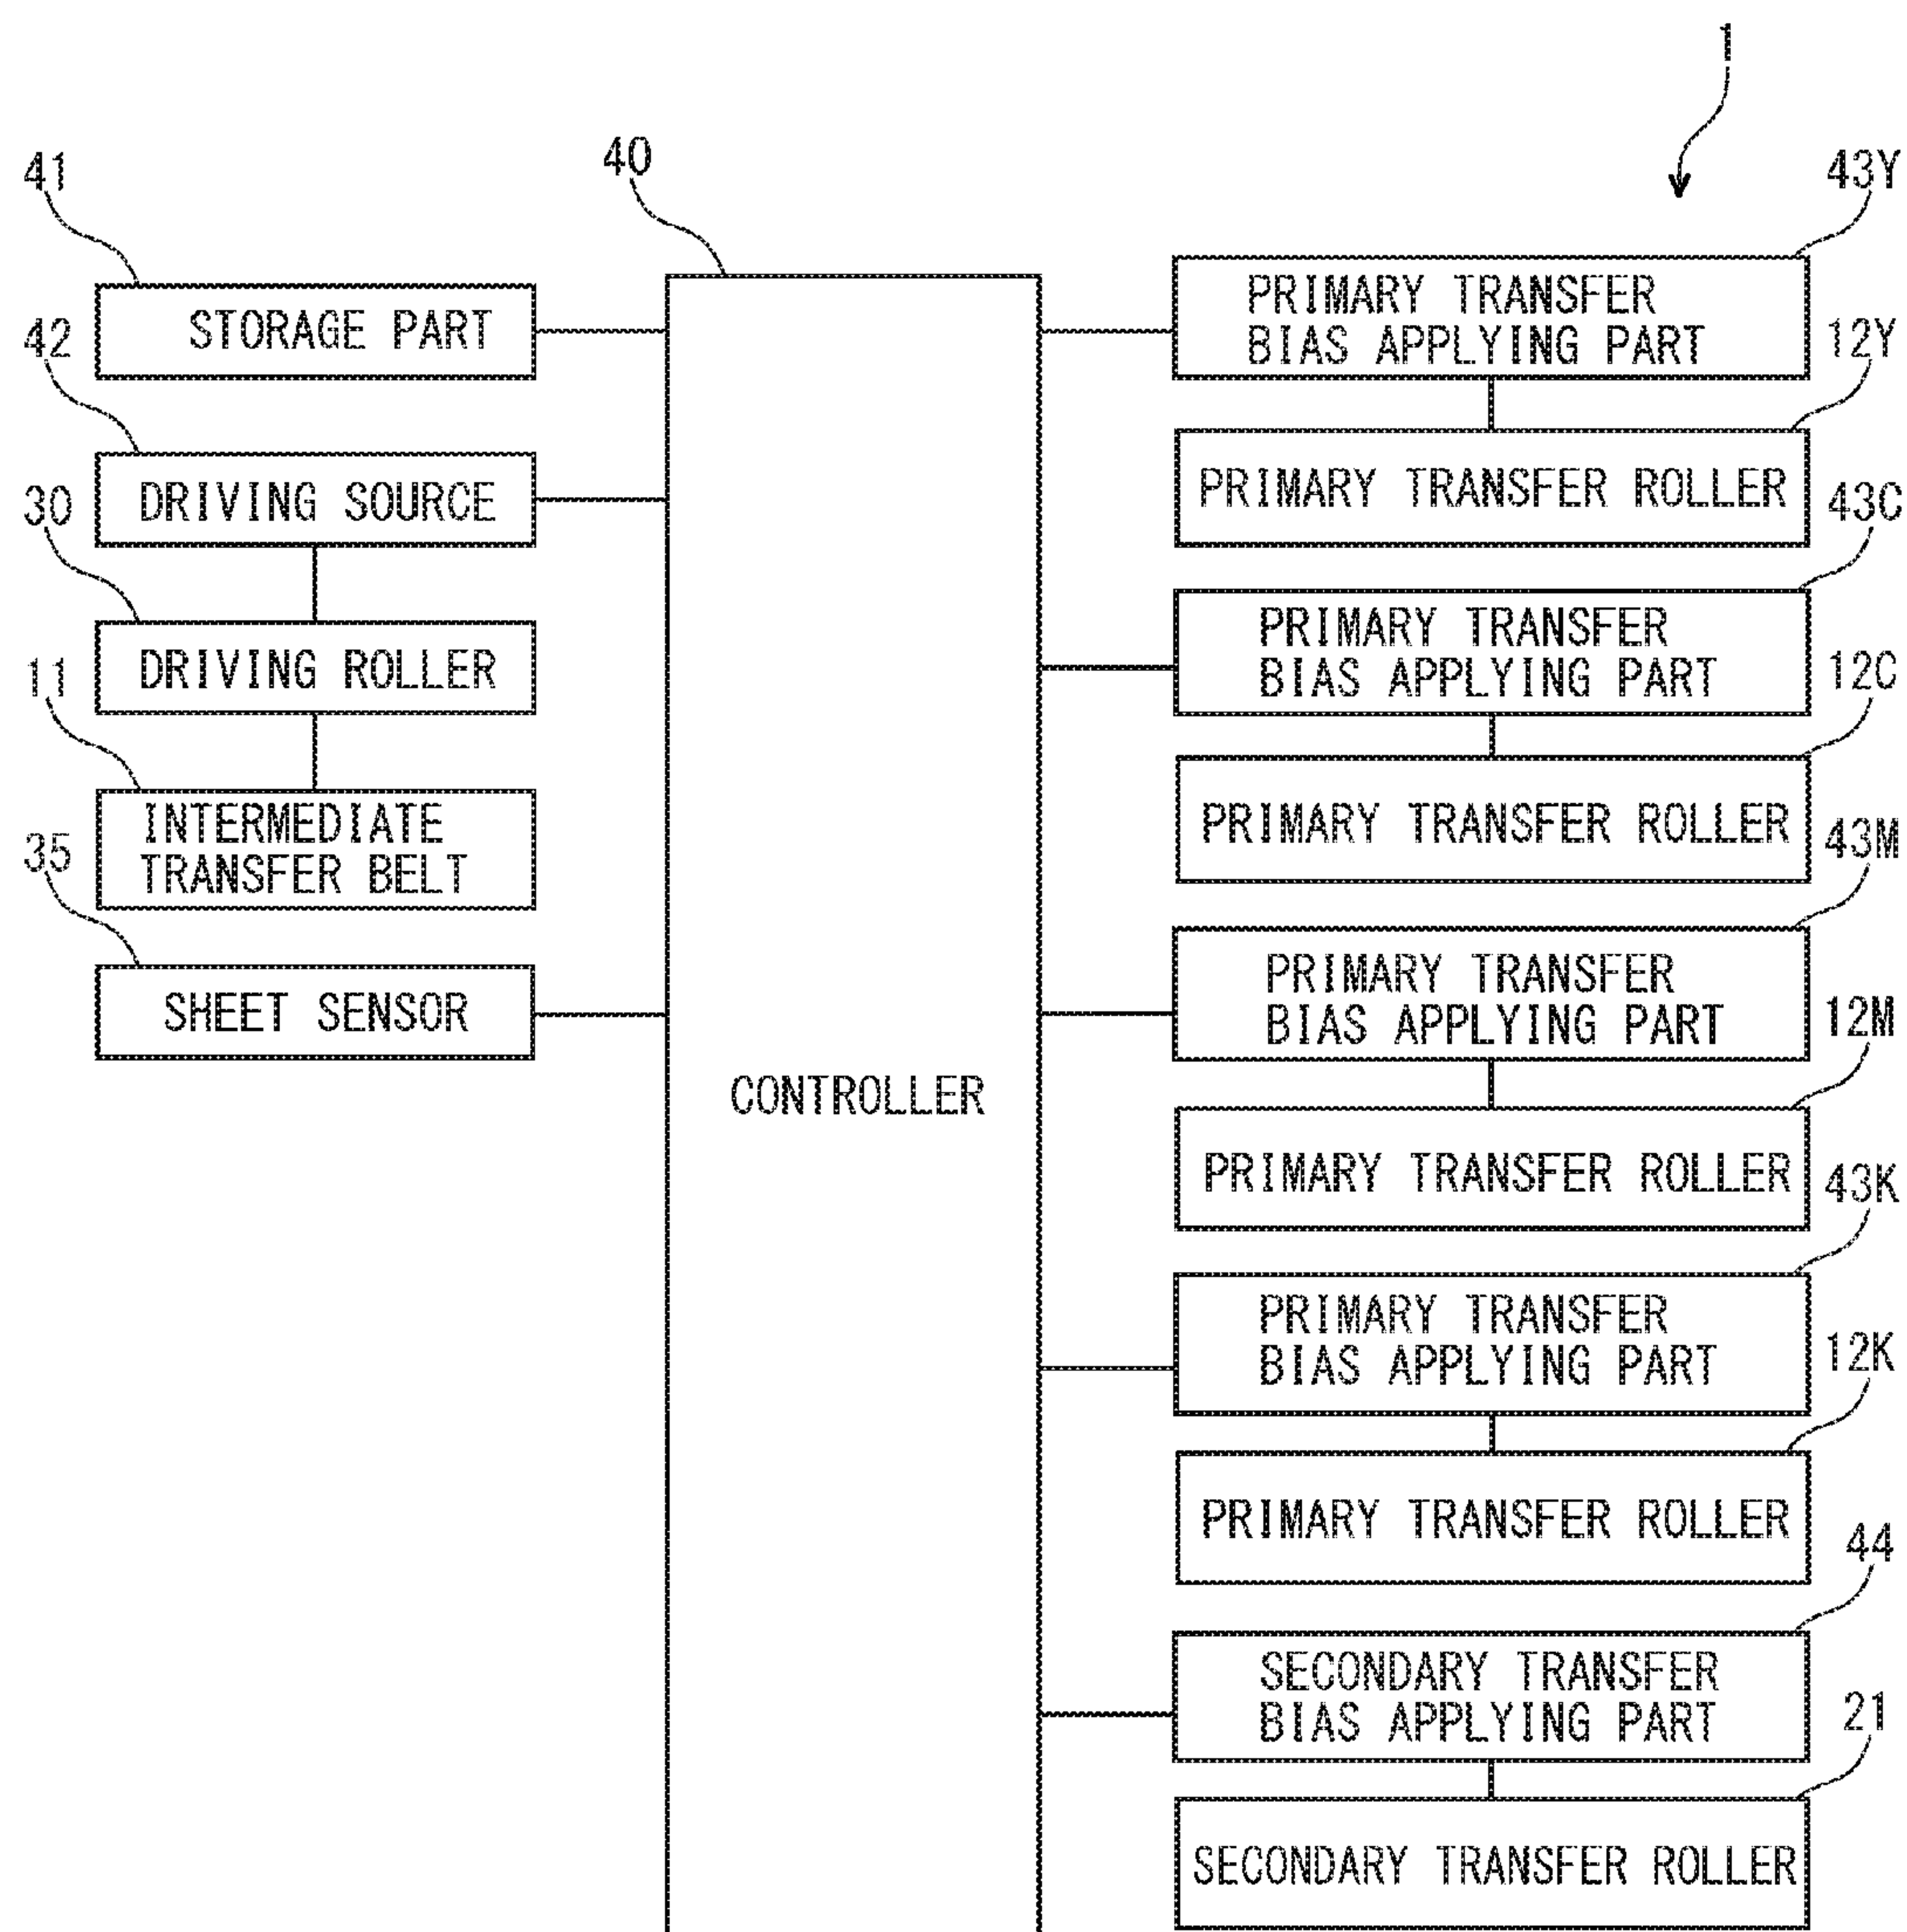 1
41
STORAGE PART
42
DRIVING SOURCE
30
DRIVING ROLLER
11
INTERMEDIATE
TRANSFER BELT
35
SHEET SENSOR
40
CONTROLLER
43Y
PRIMARY TRANSFER
BIAS APPLYING PART
12Y
PRIMARY TRANSFER ROLLER
43C
PRIMARY TRANSFER
BIAS APPLYING PART
12C
PRIMARY TRANSFER ROLLER
43M
PRIMARY TRANSFER
BIAS APPLYING PART
12M
PRIMARY TRANSFER ROLLER
43K
PRIMARY TRANSFER
BIAS APPLYING PART
12K
PRIMARY TRANSFER ROLLER
44
SECONDARY TRANSFER
BIAS APPLYING PART
21
SECONDARY TRANSFER ROLLER